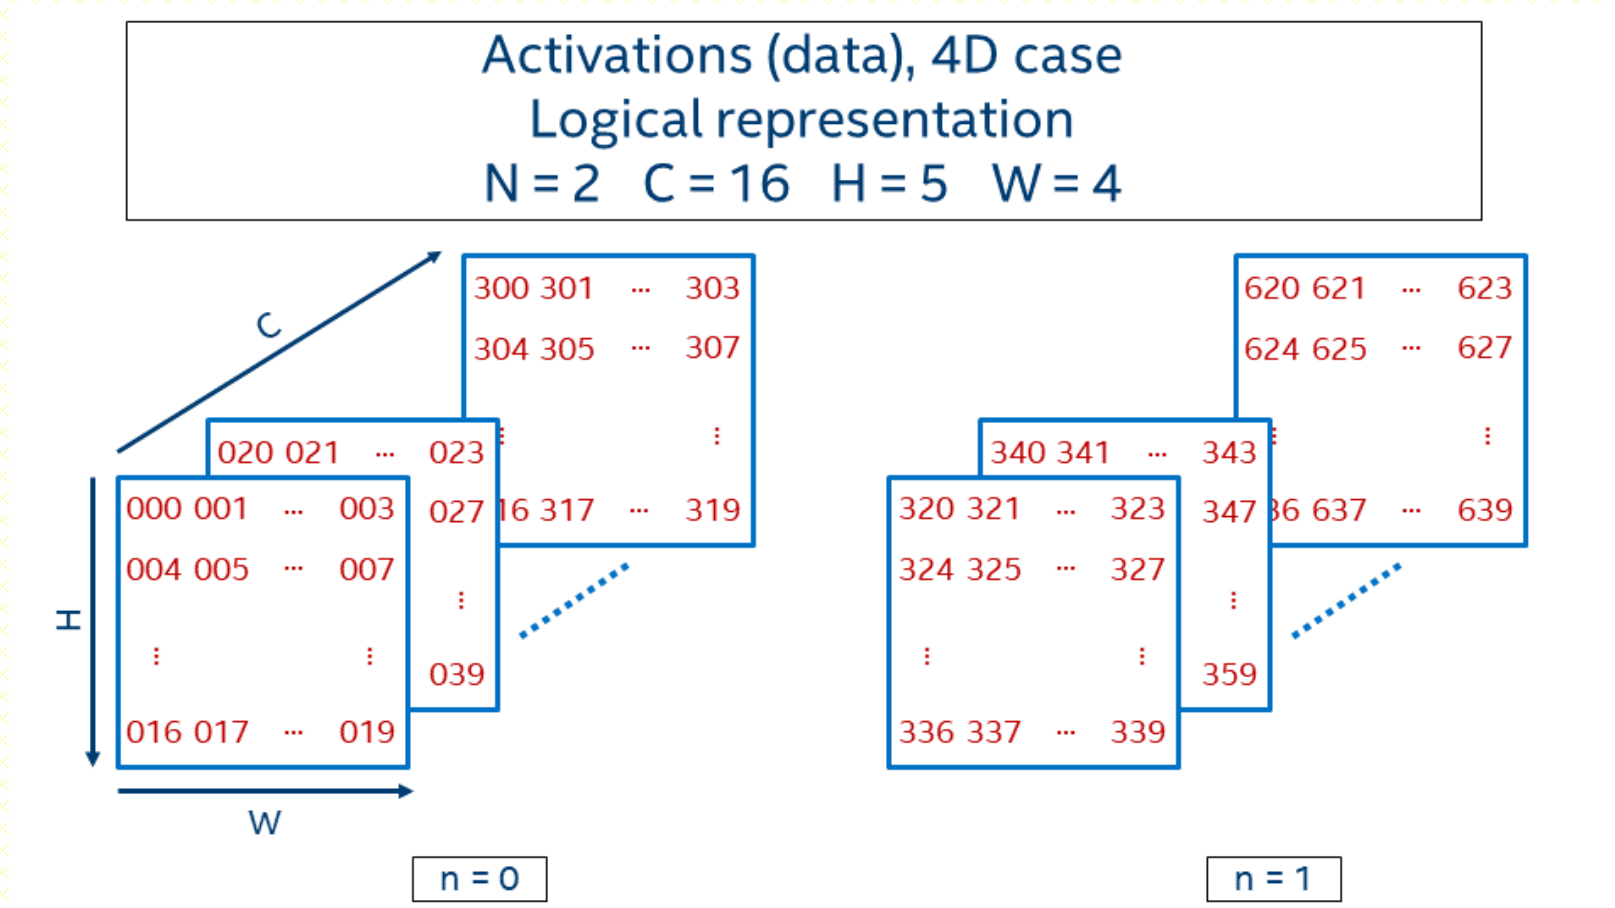 Activations (data), 4D case
Logical representation
N = 2 C = 16 H = 5 W = 4
C
H
W
300 301 ... 303
304 305 ... 307
⋮ ⋮
317 ... 319
020 021 ... 023
027
⋮
039
000 001 ... 003
004 005 ... 007
⋮ ⋮
016 017 ... 019
n = 0
620 621 ... 623
624 625 ... 627
⋮ ⋮
637 ... 639
340 341 ... 343
347
⋮
359
320 321 ... 323
324 325 ... 327
⋮ ⋮
336 337 ... 339
n = 1